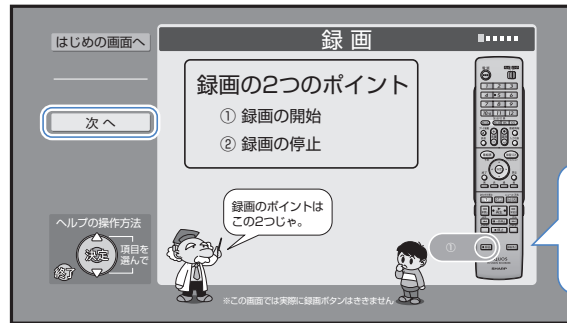 はじめの画面へ
録画
次へ
録画の2つのポイント
① 録画の開始
② 録画の停止
録画のポイントは
この2つじゃ。
ヘルプの操作方法
項目を
選んで
決定
終了
①
AQUOS
SHARP
※この画面では実際に録画ボタンはききません